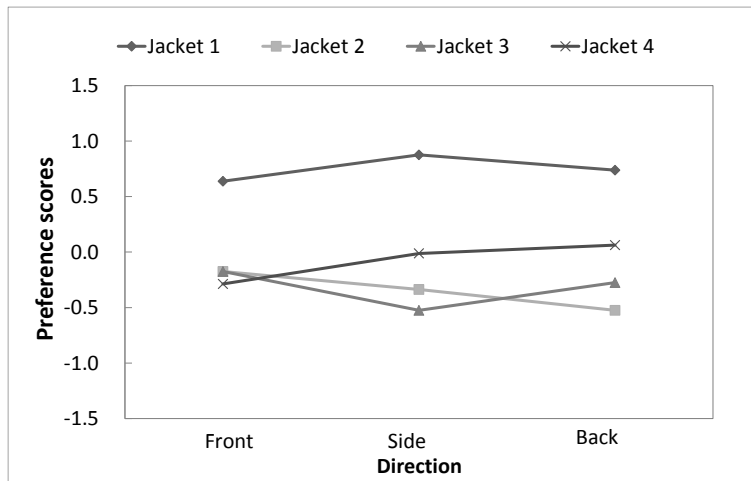 Jacket 1 Jacket 2 Jacket 3 Jacket 4
1.5
1.0
0.5
0.0
-0.5
-1.0
-1.5
Preference scores
Front Side Back
Direction